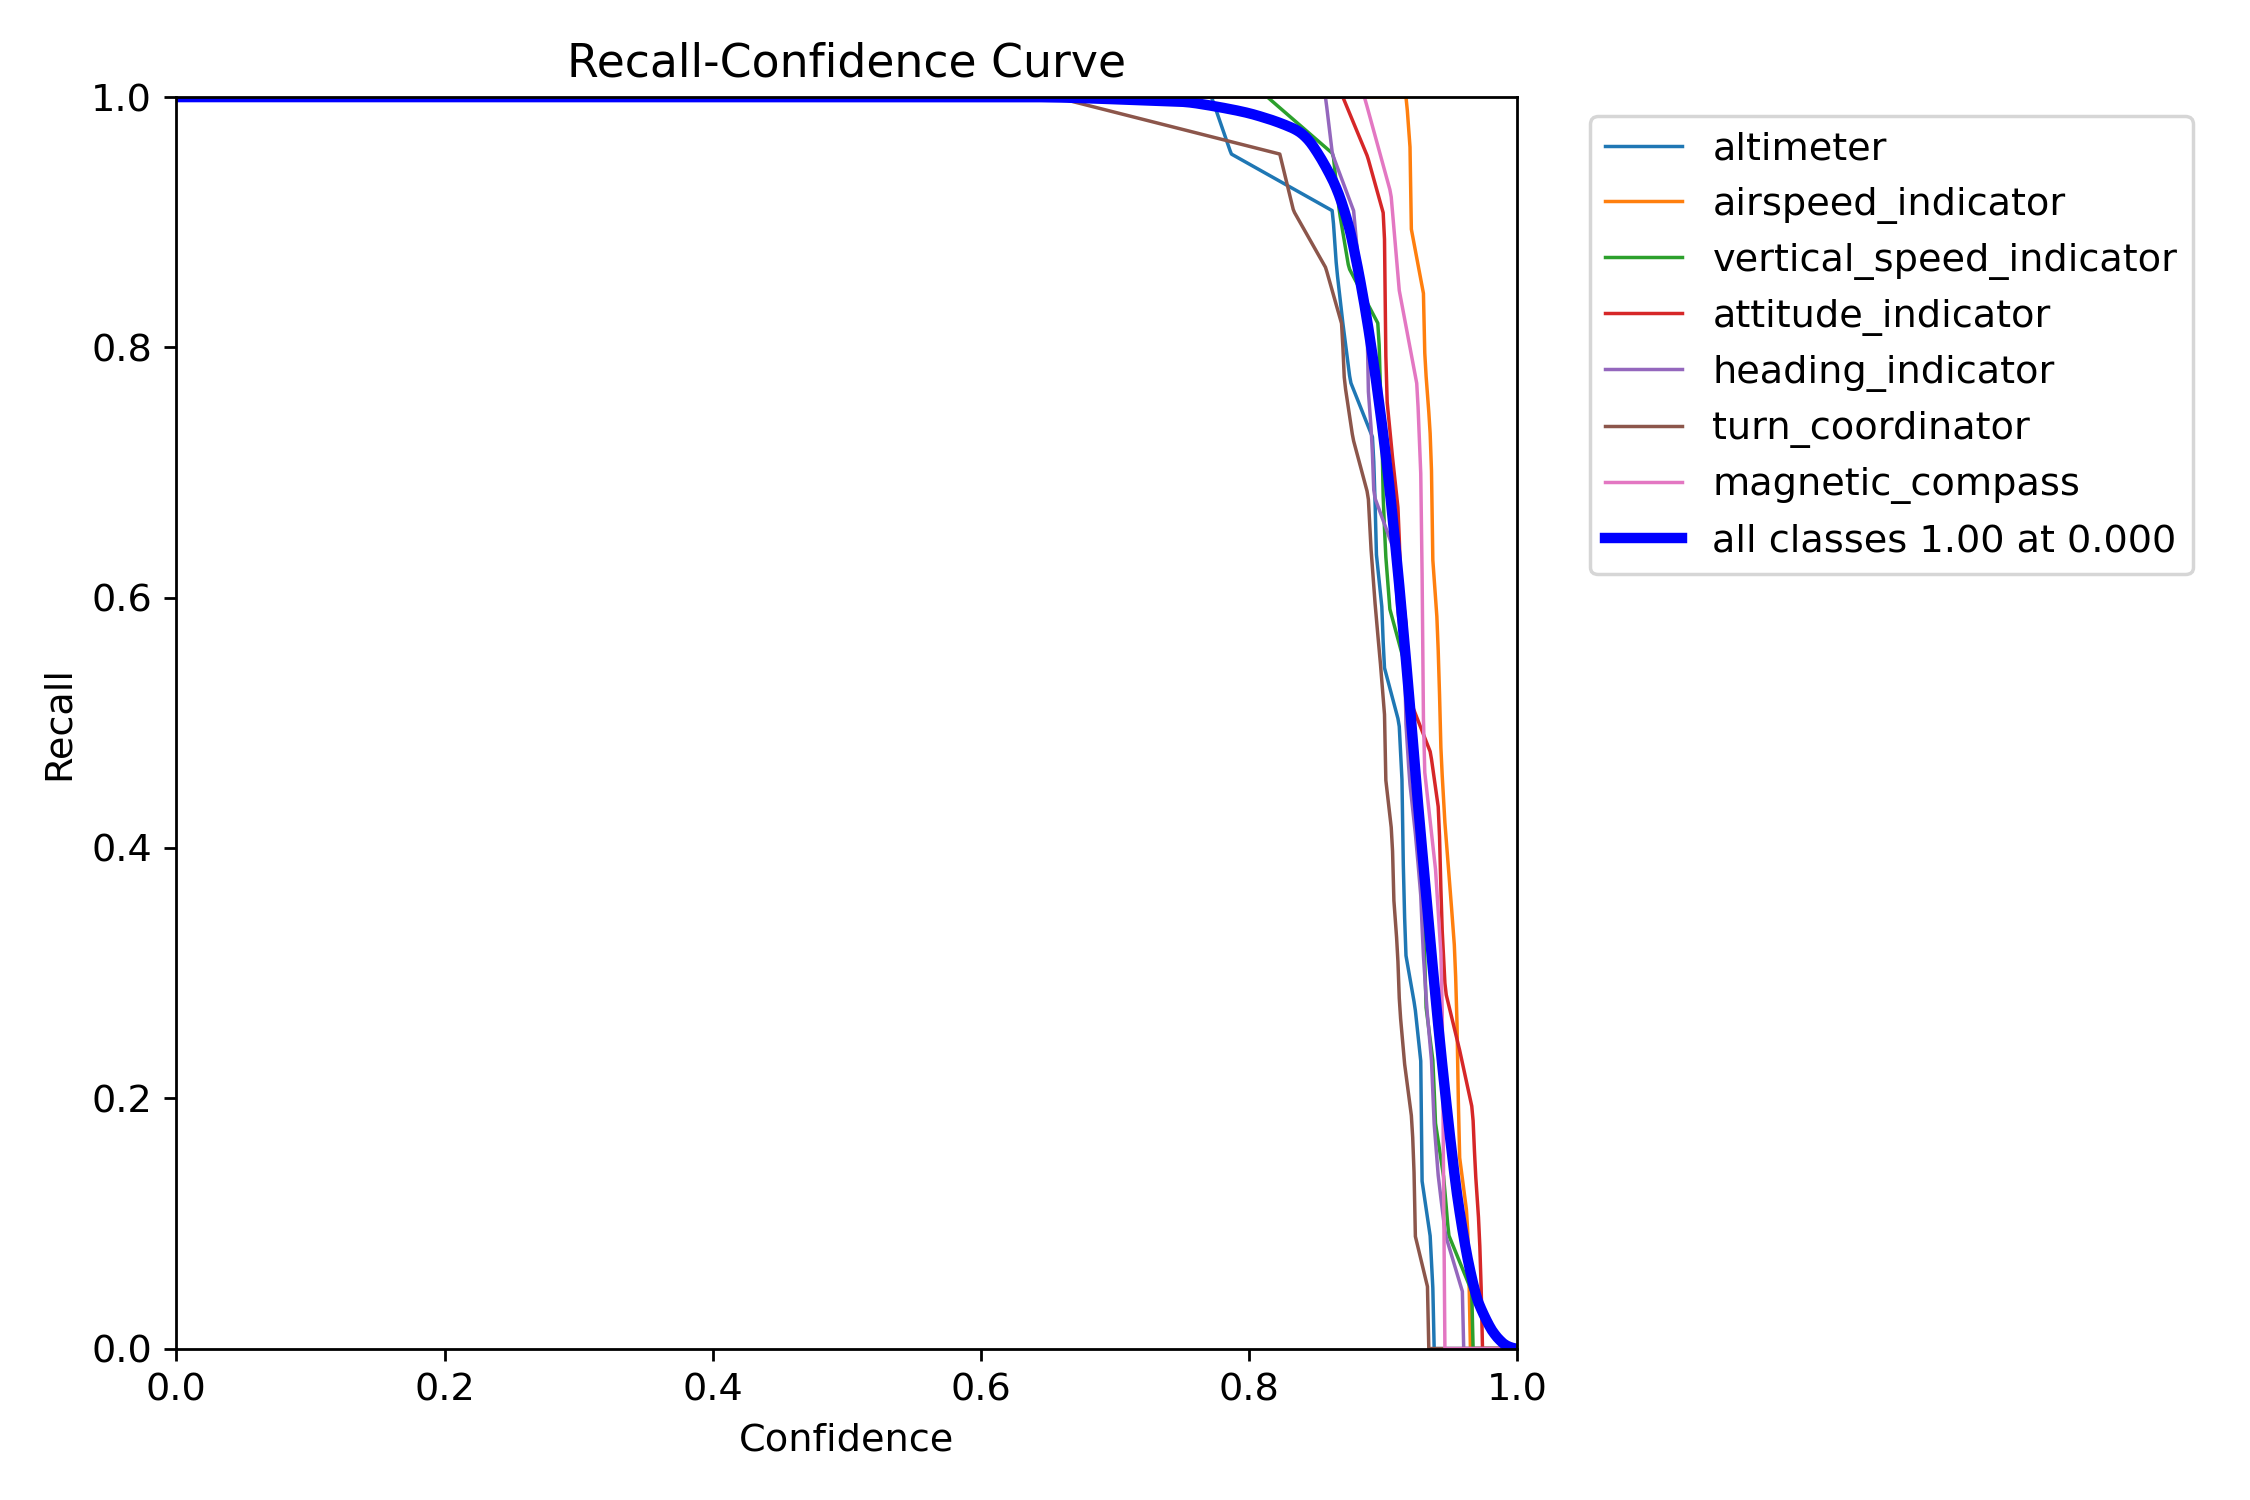 Recall-Confidence Curve
1.0
0.8
0.6
0.4
0.2
0.0
Recall
0.0 0.2 0.4 0.6 0.8 1.0
Confidence
altimeter
airspeed_indicator
vertical_speed_indicator
attitude_indicator
heading_indicator
turn_coordinator
magnetic_compass
all classes 1.00 at 0.000